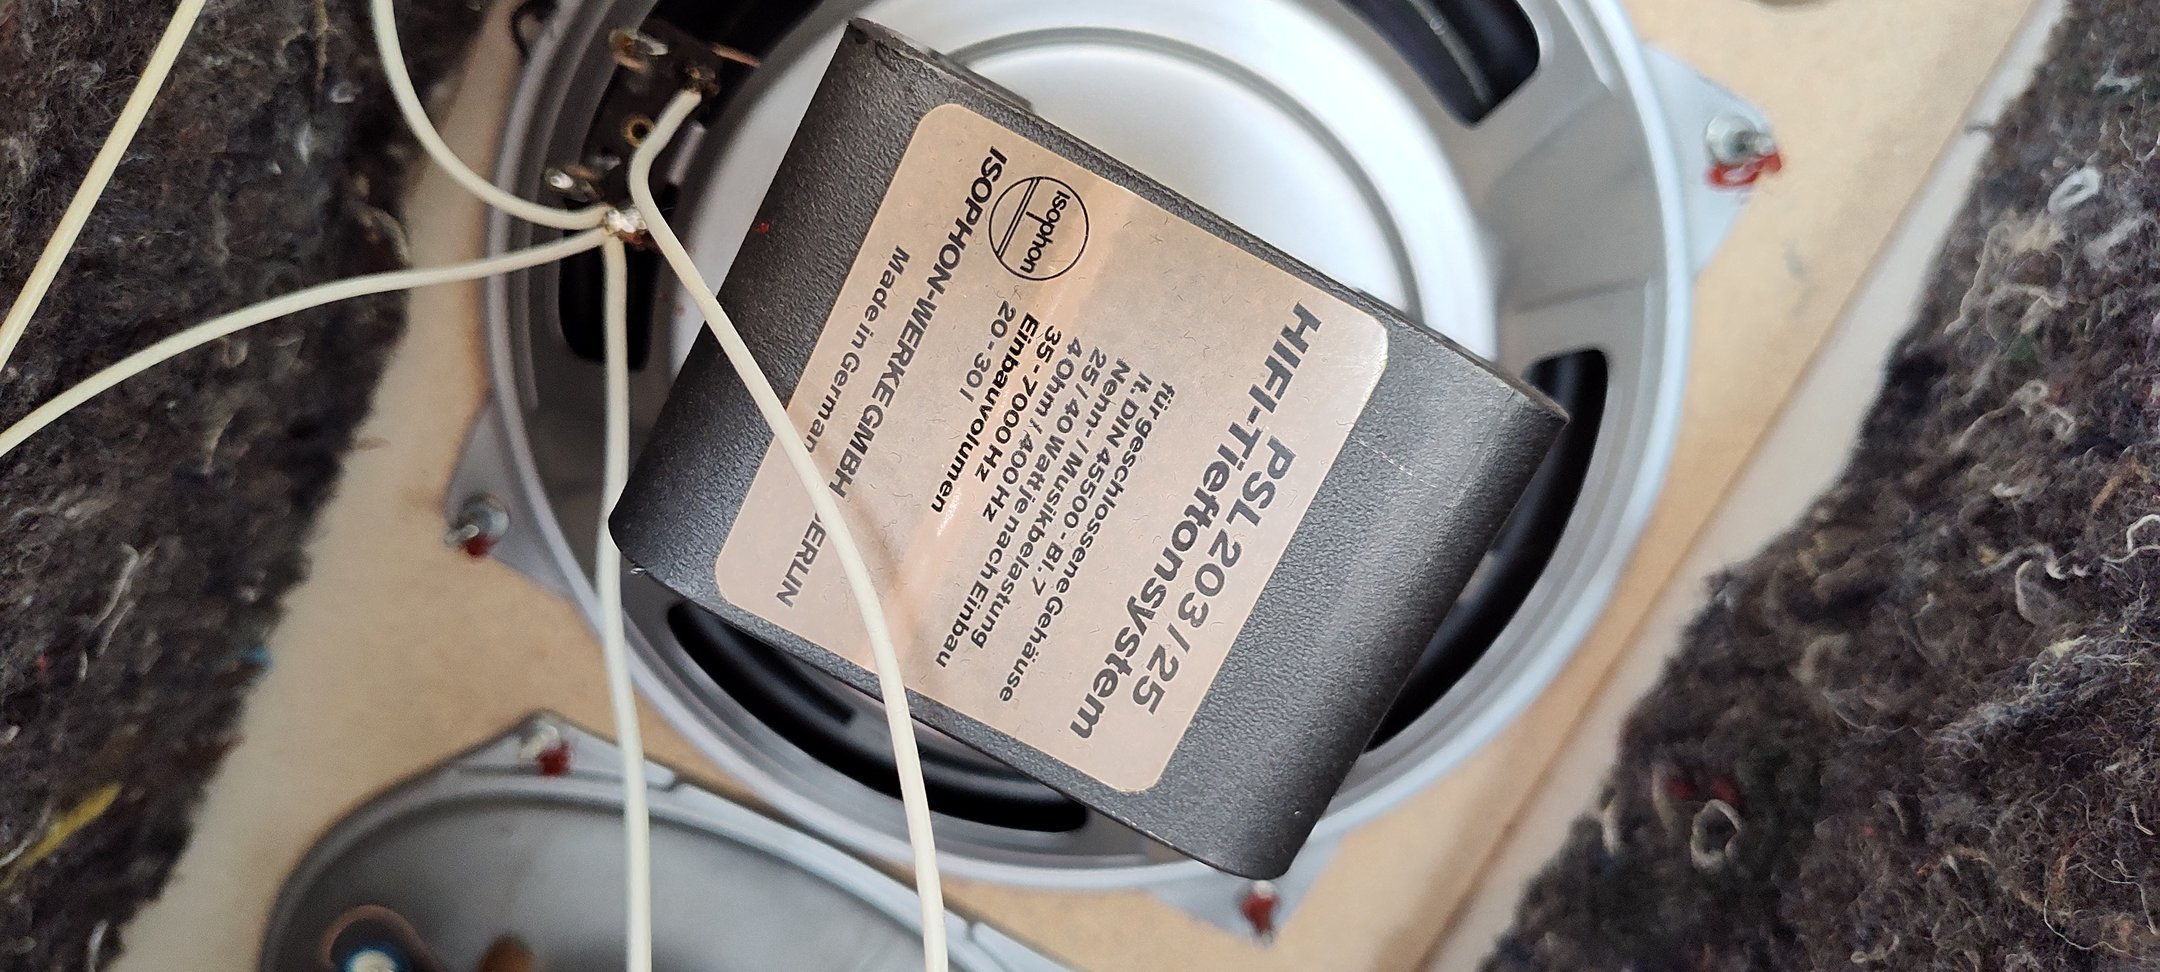 PSL 203/25
HIFI-Tieftonsystem
für geschlossene Gehäuse
lt. DIN 45500 - Bl. 7
Nenn-/Musikbelastung
25/40 Watt je nach Einbau
4 Ohm / 400 Hz
35 - 7000 Hz
Einbauvolumen
20 - 30 l
isophon
ISOPHON-WERKE GMBH BERLIN
Made in Germany